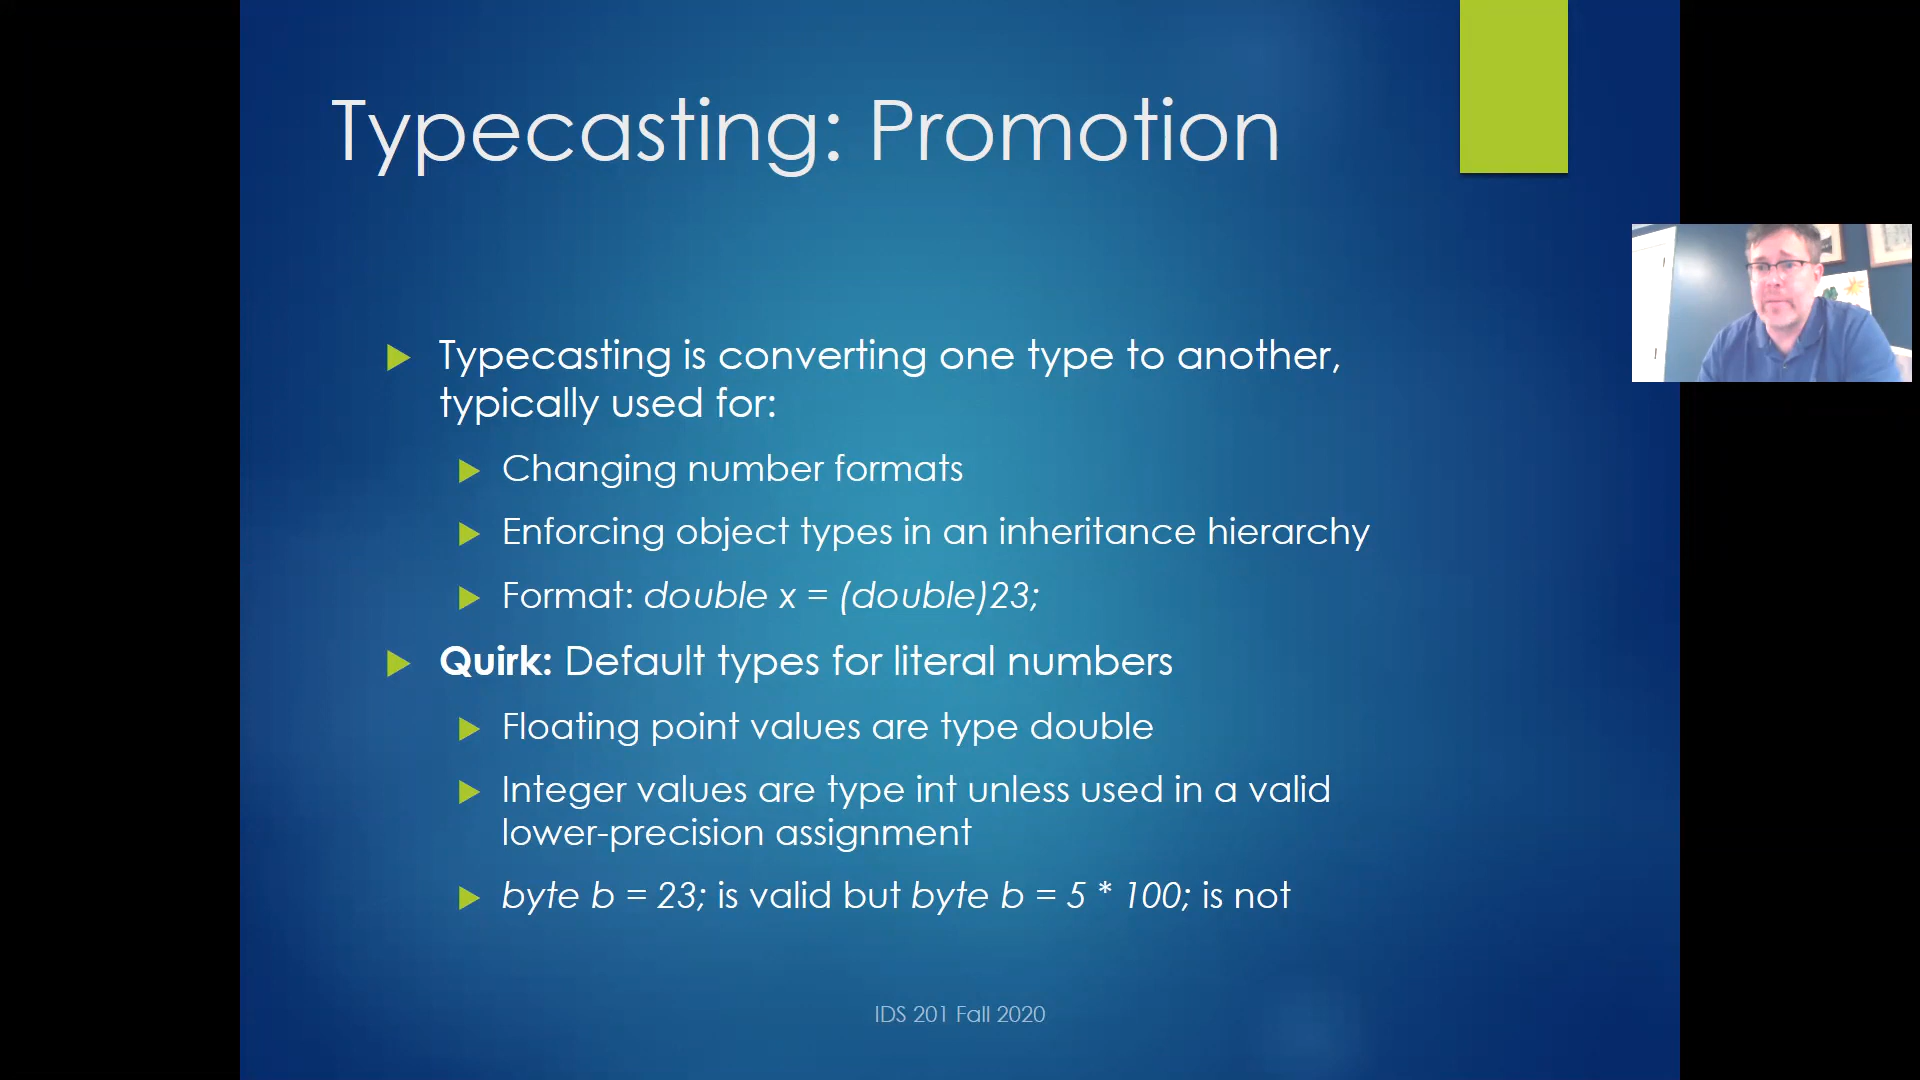 Typecasting: Promotion
Typecasting is converting one type to another,
typically used for:
Changing number formats
Enforcing object types in an inheritance hierarchy
Format: double x = (double)23;
Quirk: Default types for literal numbers
Floating point values are type double
Integer values are type int unless used in a valid
lower-precision assignment
byte b = 23; is valid but byte b = 5 * 100; is not
IDS 201 Fall 2020